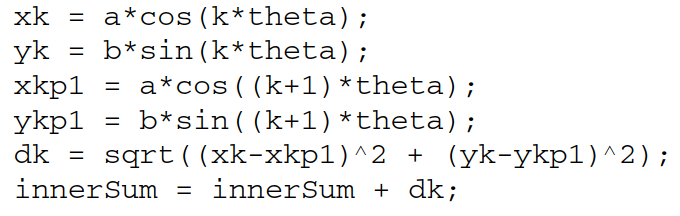 xk = a*cos(k*theta);
yk = b*sin(k*theta);
xkp1 = a*cos((k+1)*theta);
ykp1 = b*sin((k+1)*theta);
dk = sqrt((xk-xkp1)^2 + (yk-ykp1)^2);
innerSum = innerSum + dk;